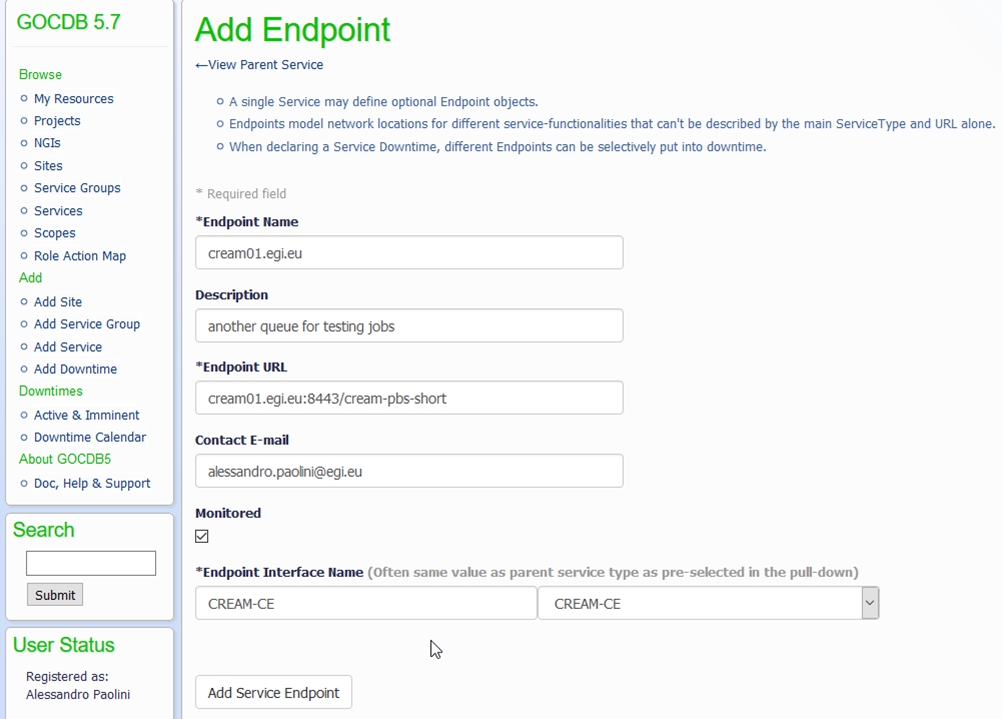 GOCDB 5.7
Browse
My Resources
Projects
NGIs
Sites
Service Groups
Services
Scopes
Role Action Map
Add
Add Site
Add Service Group
Add Service
Add Downtime
Downtimes
Active & Imminent
Downtime Calendar
About GOCDB5
Doc, Help & Support
Search
Submit
User Status
Registered as:
Alessandro Paolini
Add Endpoint
←View Parent Service
A single Service may define optional Endpoint objects.
Endpoints model network locations for different service-functionalities that can't be described by the main ServiceType and URL alone.
When declaring a Service Downtime, different Endpoints can be selectively put into downtime.
* Required field
*Endpoint Name
cream01.egi.eu
Description
another queue for testing jobs
*Endpoint URL
cream01.egi.eu:8443/cream-pbs-short
Contact E-mail
alessandro.paolini@egi.eu
Monitored
*Endpoint Interface Name (Often same value as parent service type as pre-selected in the pull-down)
CREAM-CE CREAM-CE
Add Service Endpoint